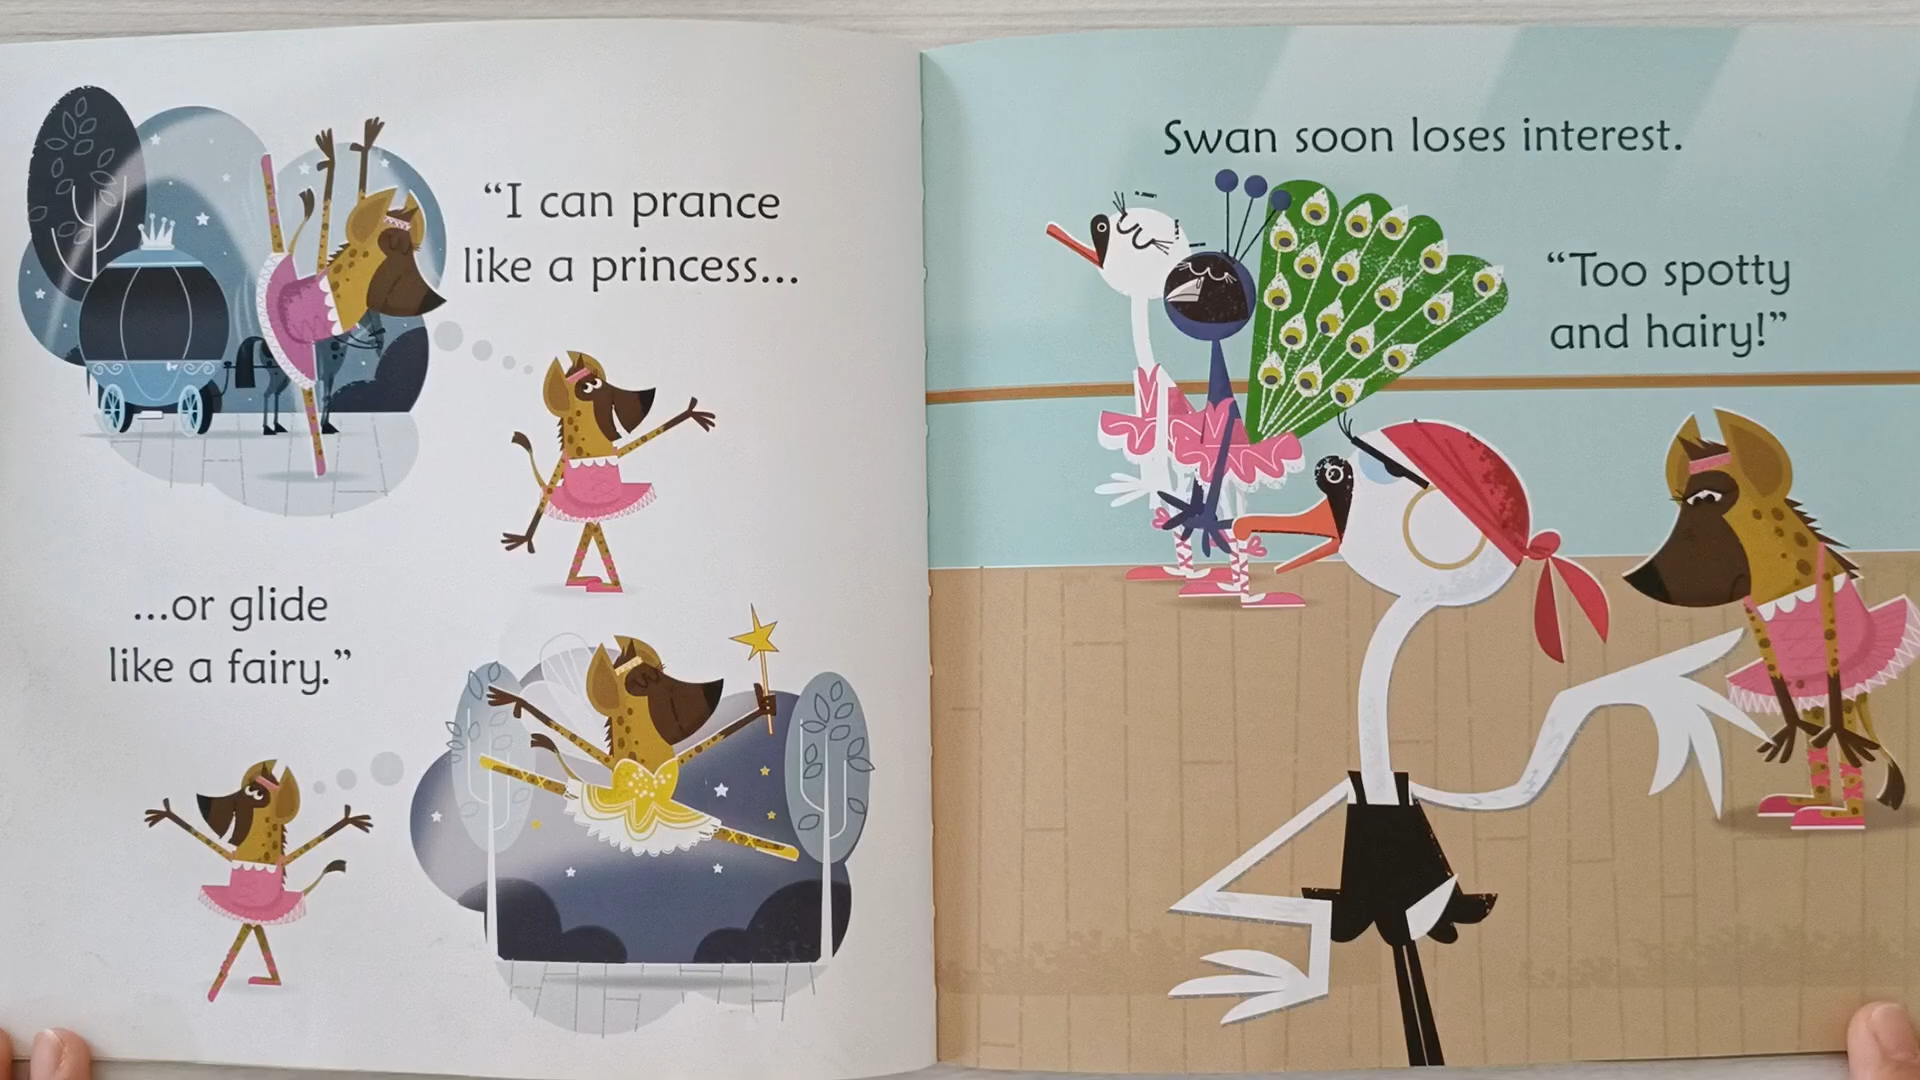 “I can prance
like a princess...
...or glide
like a fairy.”
Swan soon loses interest.
“Too spotty
and hairy!”